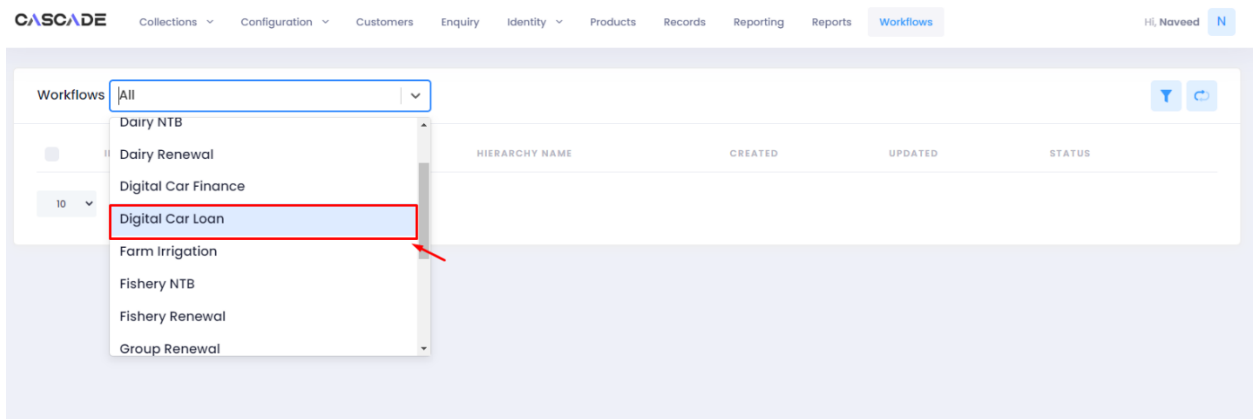 CASCADE Collections Configuration Customers Enquiry Identity Products Records Reporting Reports Workflows Hi, Naveed N
Workflows All
Dairy NTB
Dairy Renewal HIERARCHY NAME CREATED UPDATED STATUS
Digital Car Finance
10
Digital Car Loan
Farm Irrigation
Fishery NTB
Fishery Renewal
Group Renewal